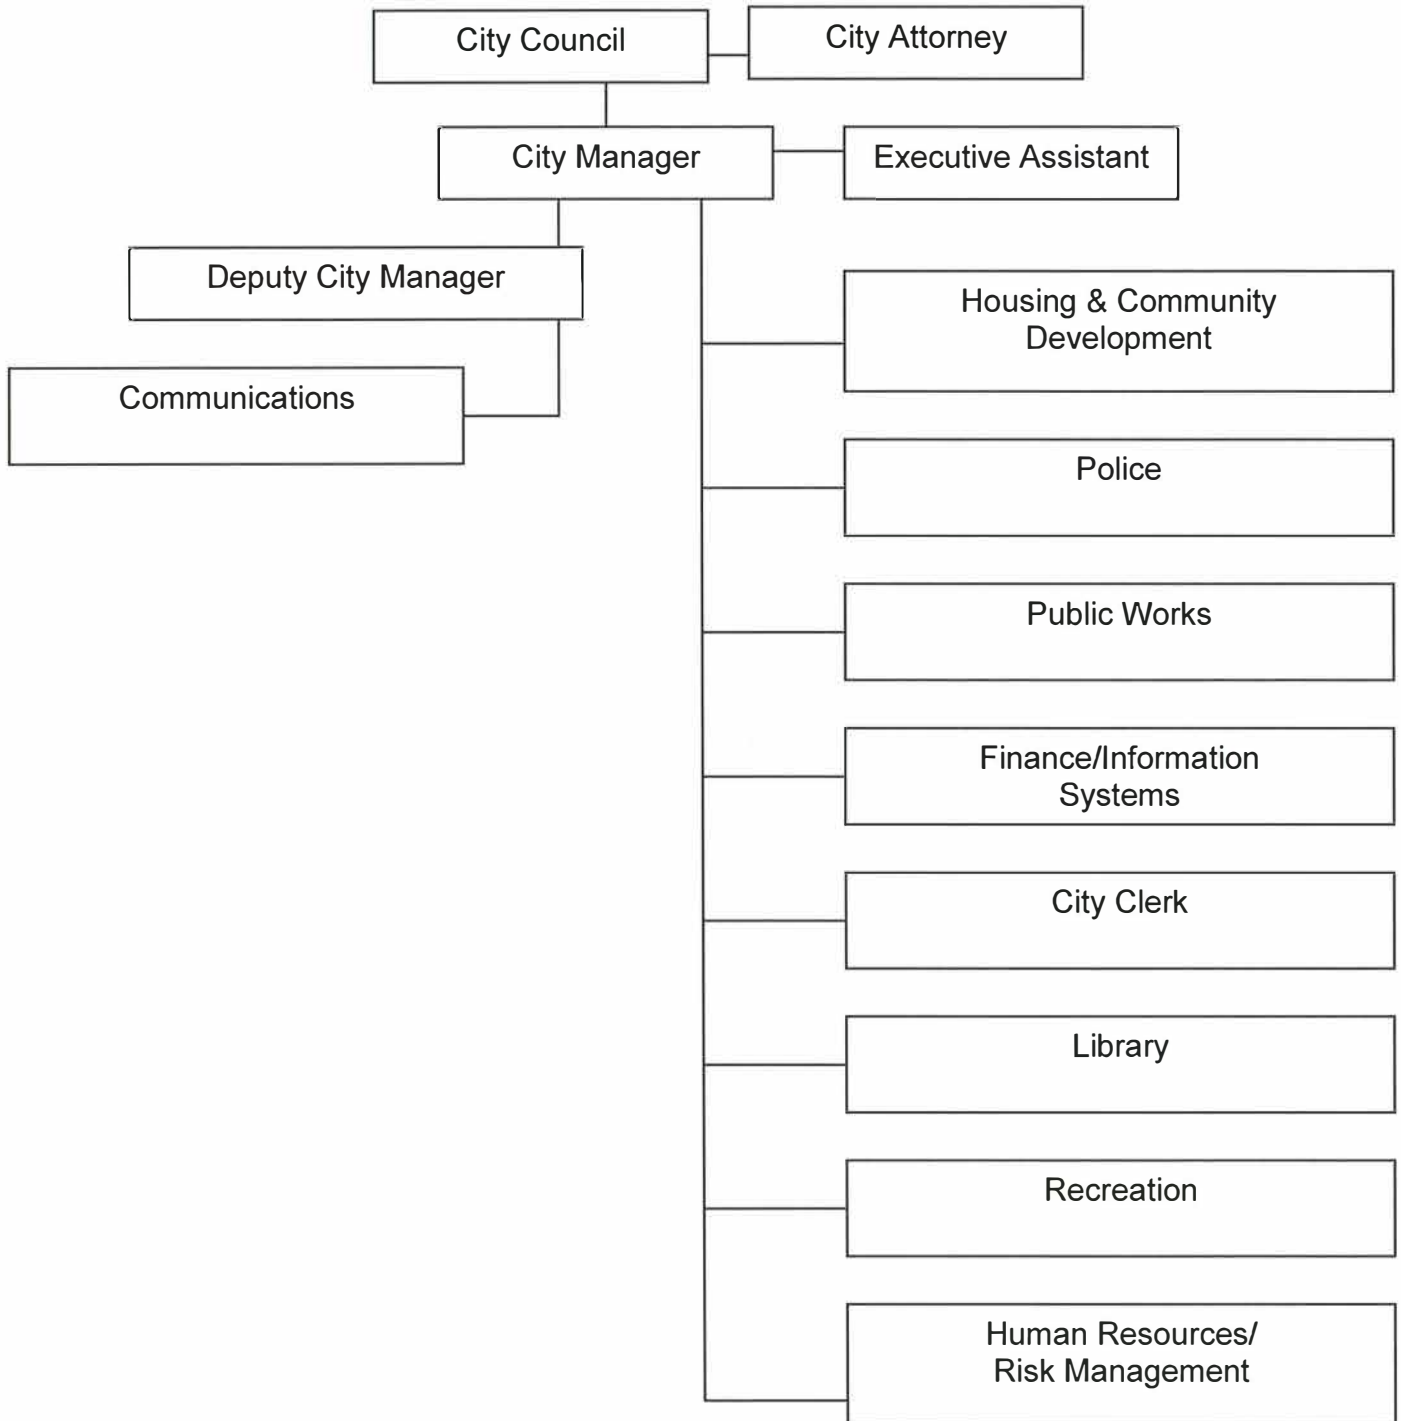 City Council
City Attorney
City Manager
Executive Assistant
Deputy City Manager
Housing & Community
Development
Communications
Police
Public Works
Finance/Information
Systems
City Clerk
Library
Recreation
Human Resources/
Risk Management